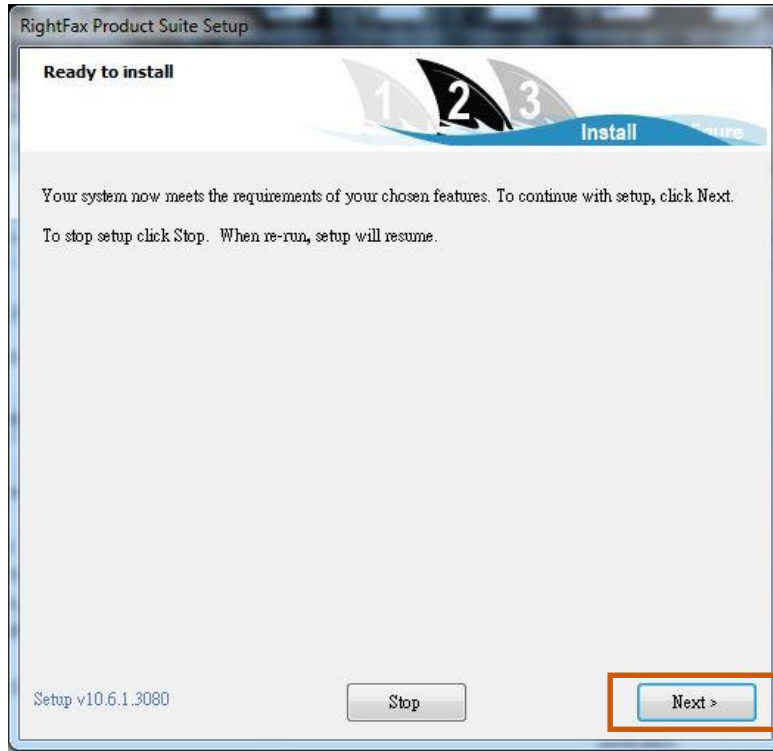 RightFax Product Suite Setup
Ready to install
1 2 3
Install
Your system now meets the requirements of your chosen features. To continue with setup, click Next.
To stop setup click Stop. When re-run, setup will resume.
Setup v10.6.1.3080
Stop
Next >